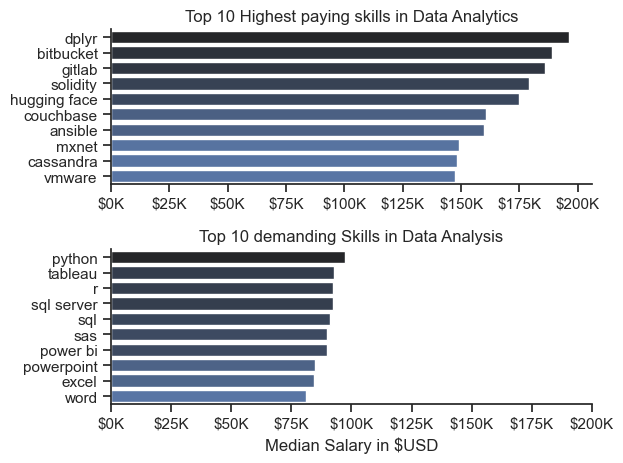 Top 10 Highest paying skills in Data Analytics
dplyr
bitbucket
gitlab
solidity
hugging face
couchbase
ansible
mxnet
cassandra
vmware
$0K $25K $50K $75K $100K $125K $150K $175K $200K
Top 10 demanding Skills in Data Analysis
python
tableau
r
sql server
sql
sas
power bi
powerpoint
excel
word
$0K $25K $50K $75K $100K $125K $150K $175K $200K
Median Salary in $USD